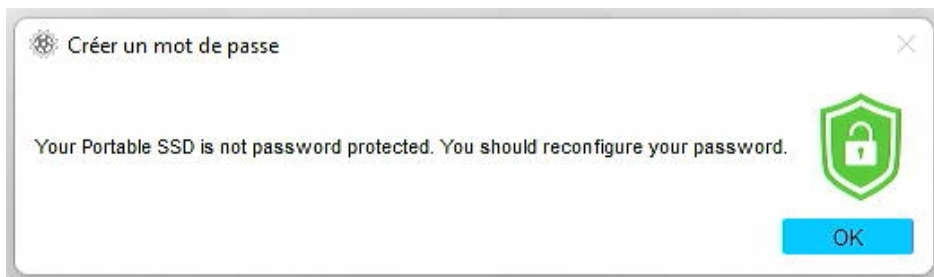 Créer un mot de passe
Your Portable SSD is not password protected. You should reconfigure your password.
OK